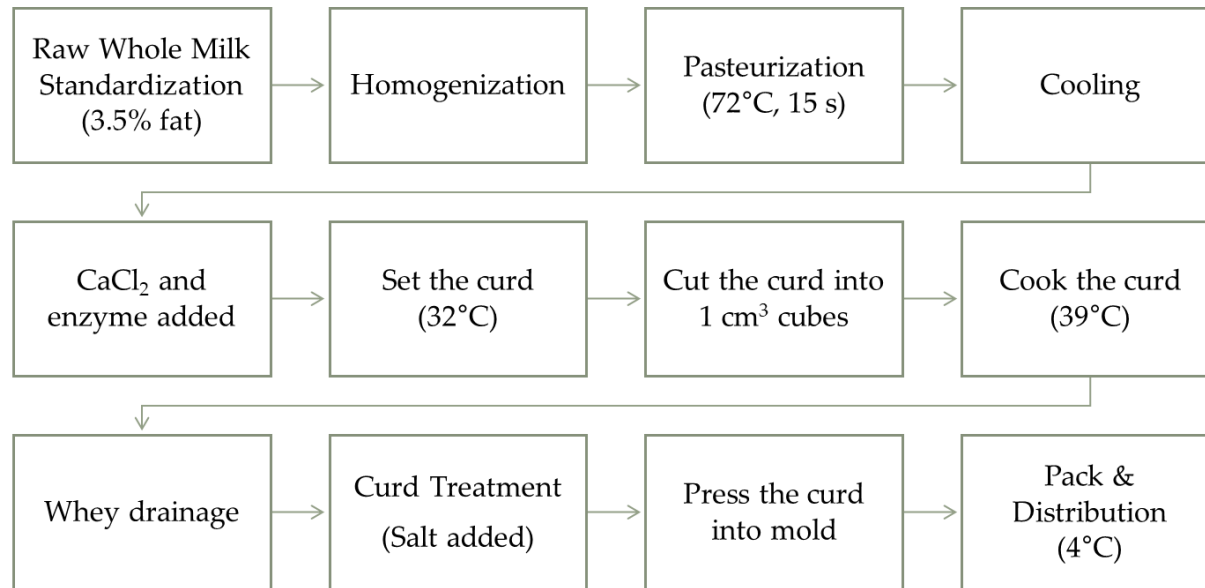 Raw Whole Milk
Standardization
(3.5% fat)
Homogenization
Pasteurization
(72°C, 15 s)
Cooling
CaCl₂ and
enzyme added
Set the curd
(32°C)
Cut the curd into
1 cm³ cubes
Cook the curd
(39°C)
Whey drainage
Curd Treatment
(Salt added)
Press the curd
into mold
Pack &
Distribution
(4°C)